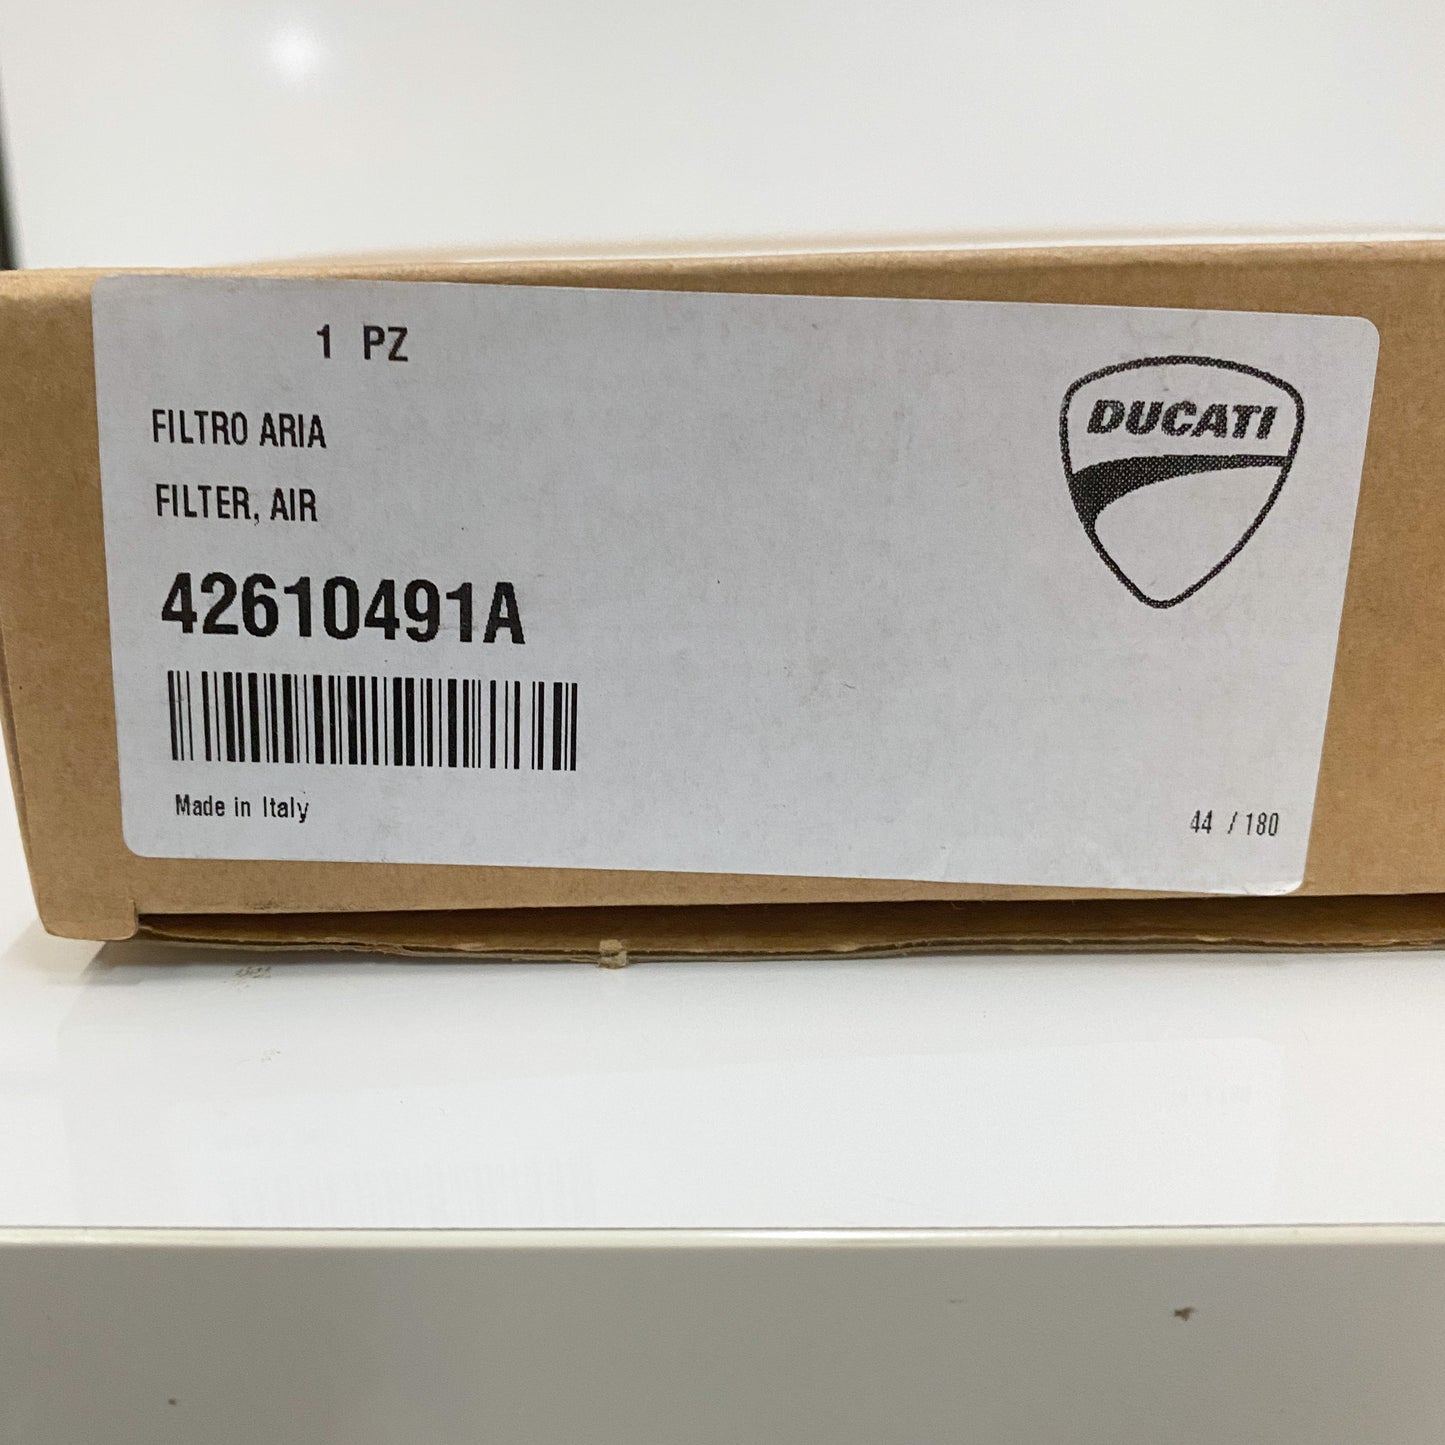 1 PZ
DUCATI
FILTRO ARIA
FILTER, AIR
42610491A
Made in Italy
44 / 180